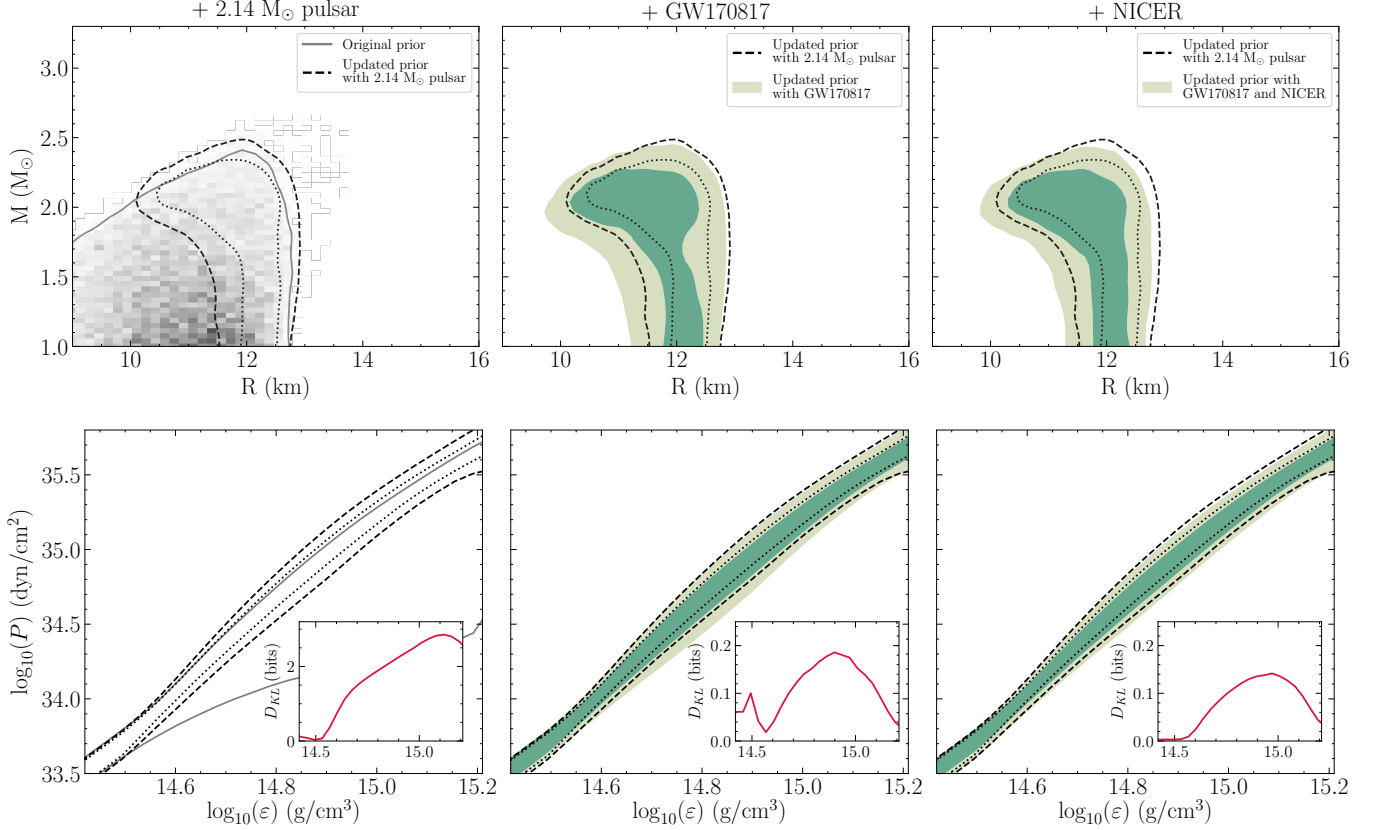 + 2.14 M⊙ pulsar
+ GW170817
+ NICER
Original prior
Updated prior
with 2.14 M⊙ pulsar
Updated prior
with 2.14 M⊙ pulsar
Updated prior
with GW170817
Updated prior
with 2.14 M⊙ pulsar
Updated prior with
GW170817 and NICER
M (M⊙)
3.0
2.5
2.0
1.5
1.0
10 12 14 16
10 12 14 16
10 12 14 16
R (km)
R (km)
R (km)
log₁₀(P) (dyn/cm²)
35.5
35.0
34.5
34.0
33.5
D_KL (bits)
2
0
14.5 15.0
D_KL (bits)
0.2
0.1
0.0
14.5 15.0
D_KL (bits)
0.2
0.1
0.0
14.5 15.0
14.6 14.8 15.0 15.2
14.6 14.8 15.0 15.2
14.6 14.8 15.0 15.2
log₁₀(ε) (g/cm³)
log₁₀(ε) (g/cm³)
log₁₀(ε) (g/cm³)